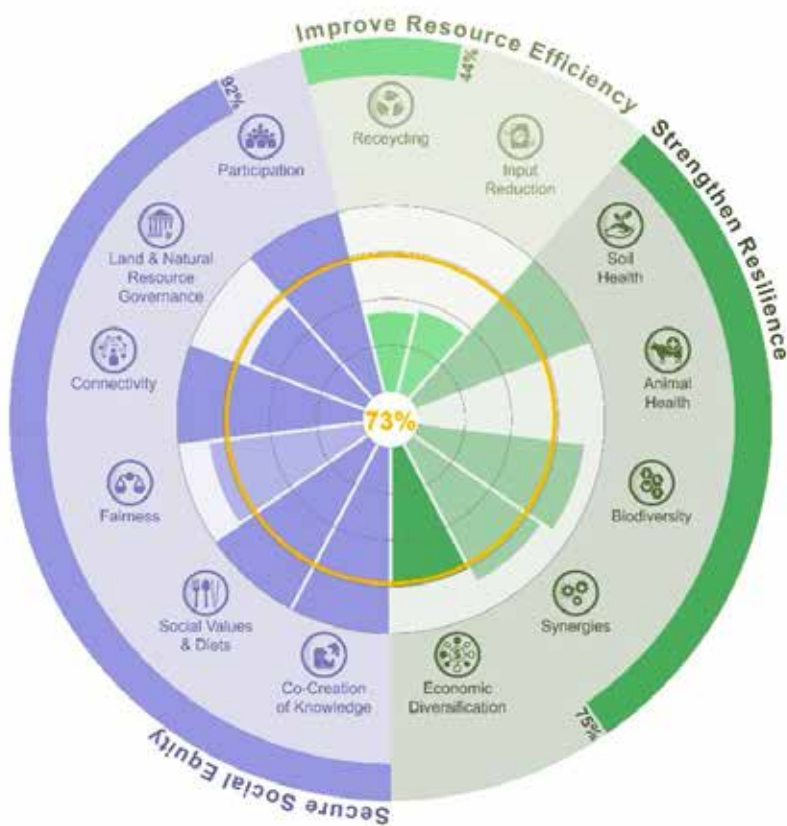 Improve Resource Efficiency
44%
Receycling
Input
Reduction
Strengthen Resilience
Soil
Health
Animal
Health
Biodiversity
Synergies
Economic
Diversification
75%
Secure Social Equity
92%
Participation
Land & Natural
Resource
Governance
Connectivity
Fairness
Social Values
& Diets
Co-Creation
of Knowledge
73%